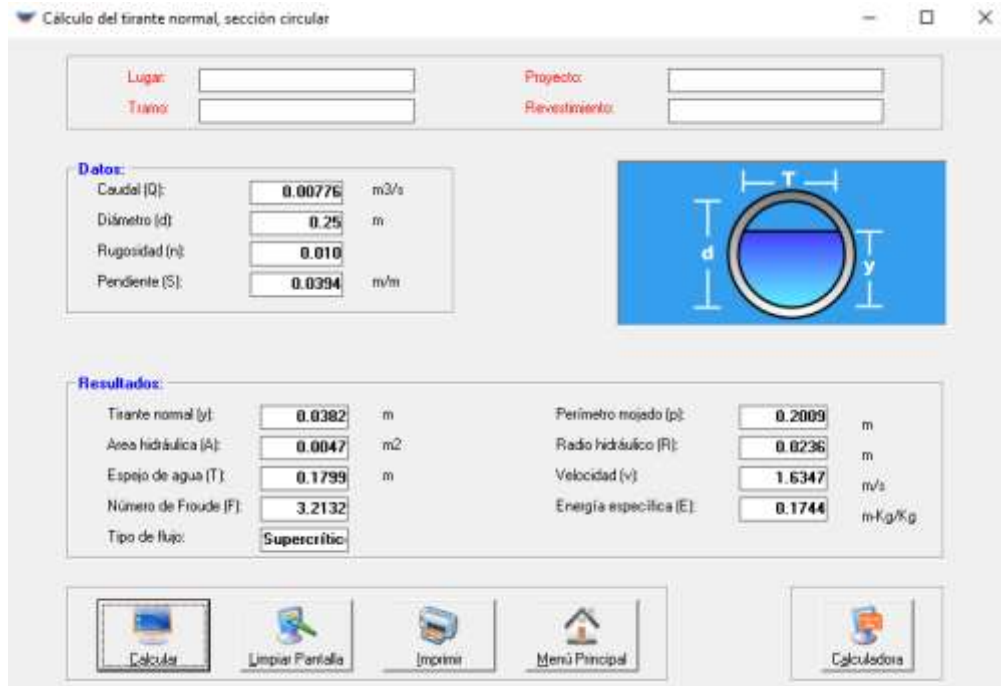 Cálculo del tirante normal, sección circular
Lugar: Proyecto:
Tramo: Revestimiento:
Datos:
Caudal (Q): 0.00776 m3/s
Diámetro (d): 0.25 m
Rugosidad (n): 0.010
Pendiente (S): 0.0394 m/m
T
d
y
Resultados:
Tirante normal (y): 0.0382 m Perímetro mojado (p): 0.2009 m
Area hidráulica (A): 0.0047 m2 Radio hidráulico (R): 0.0236 m
Espejo de agua (T): 0.1799 m Velocidad (v): 1.6347 m/s
Número de Froude (F): 3.2132 Energía específica (E): 0.1744 m-Kg/Kg
Tipo de flujo: Supercrític
Calcular Limpiar Pantalla Imprimir Menú Principal Calculadora